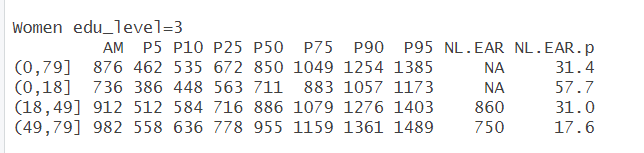 Women edu_level=3
AM P5 P10 P25 P50 P75 P90 P95 NL.EAR NL.EAR.p
(0,79] 876 462 535 672 850 1049 1254 1385 NA 31.4
(0,18] 736 386 448 563 711 883 1057 1173 NA 57.7
(18,49] 912 512 584 716 886 1079 1276 1403 860 31.0
(49,79] 982 558 636 778 955 1159 1361 1489 750 17.6